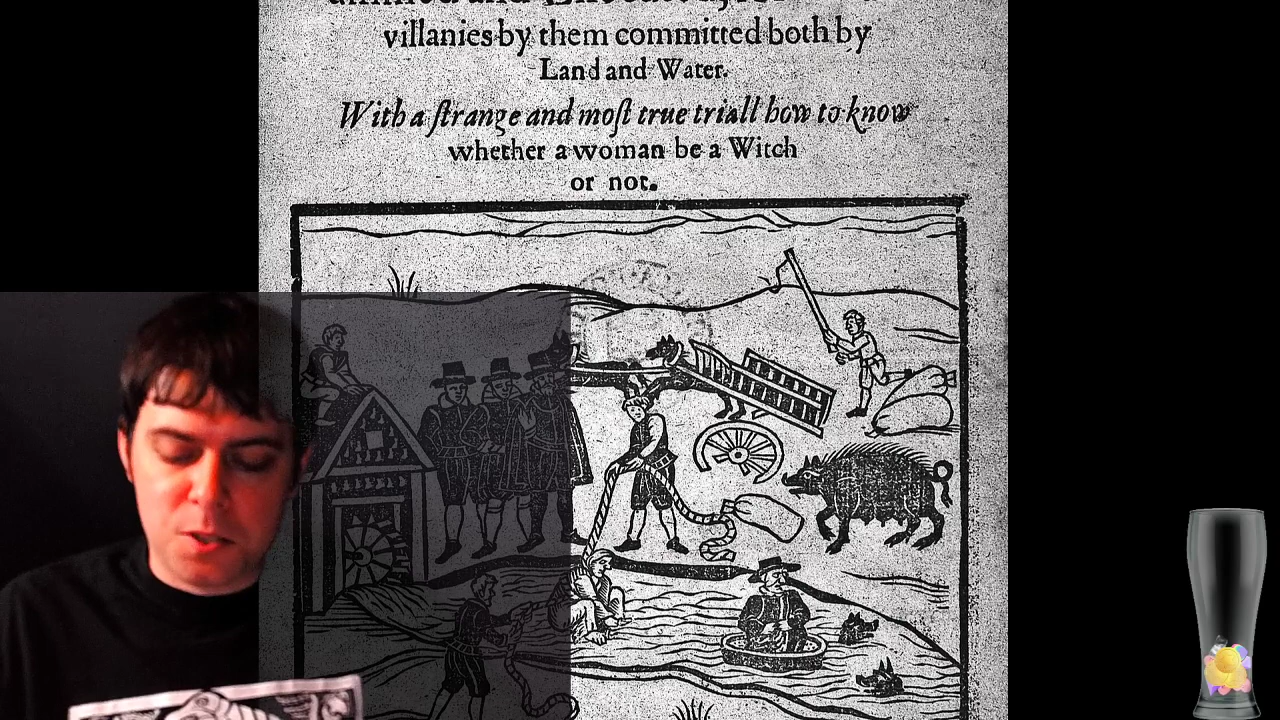 villanies by them committed both by
Land and Water.
With a ſtrange and moſt true triall how to know
whether a woman be a Witch
or not.